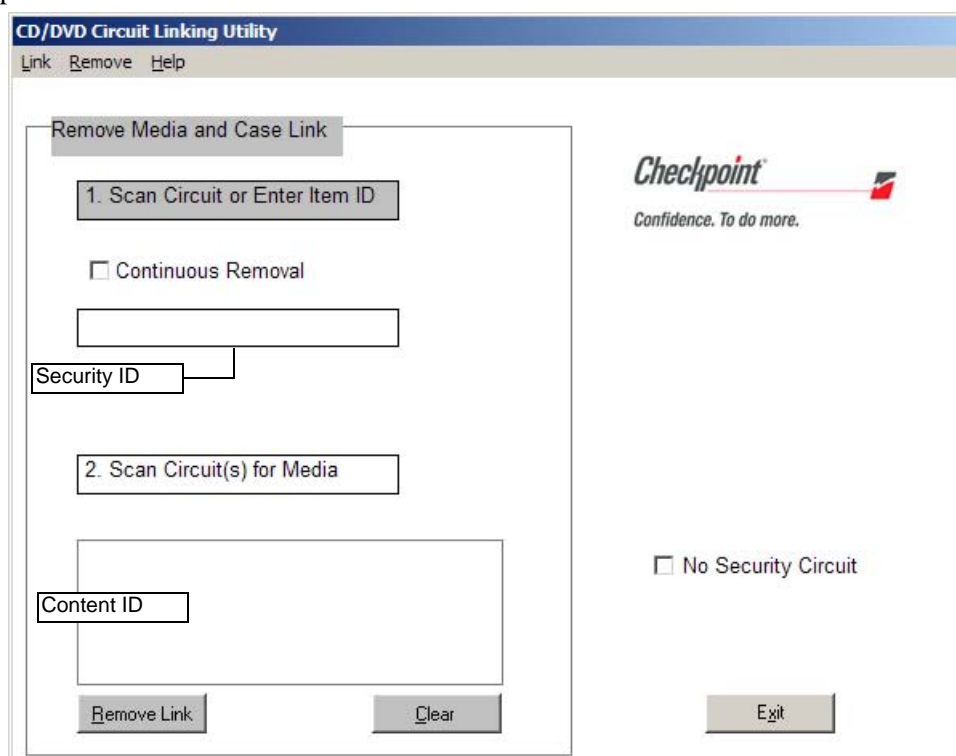 CD/DVD Circuit Linking Utility
Link Remove Help
Remove Media and Case Link
1. Scan Circuit or Enter Item ID
Continuous Removal
Security ID
2. Scan Circuit(s) for Media
Content ID
Remove Link
Clear
Checkpoint
Confidence. To do more.
No Security Circuit
Exit